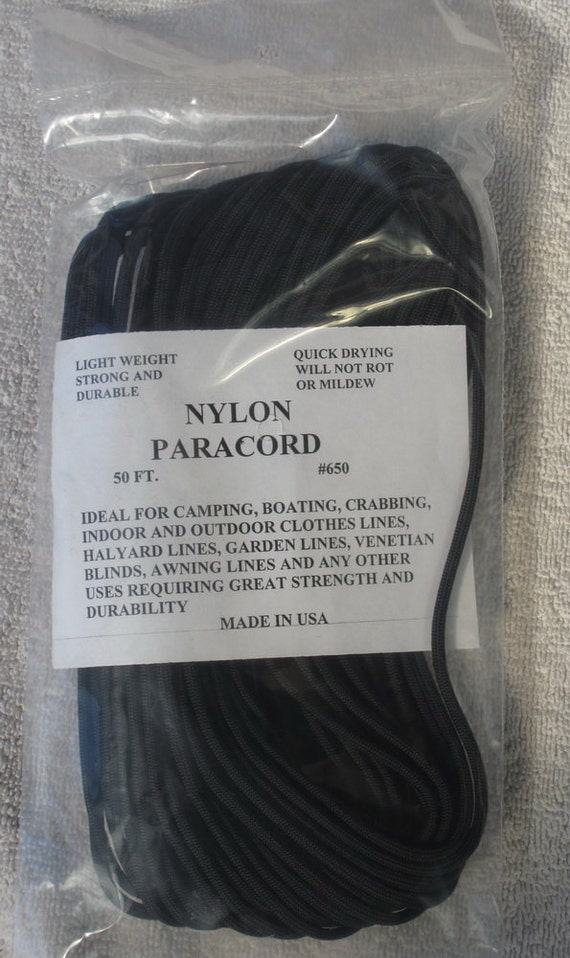 LIGHT WEIGHT
STRONG AND
DURABLE
QUICK DRYING
WILL NOT ROT
OR MILDEW
NYLON
PARACORD
50 FT. #650
IDEAL FOR CAMPING, BOATING, CRABBING,
INDOOR AND OUTDOOR CLOTHES LINES,
HALYARD LINES, GARDEN LINES, VENETIAN
BLINDS, AWNING LINES AND ANY OTHER
USES REQUIRING GREAT STRENGTH AND
DURABILITY
MADE IN USA